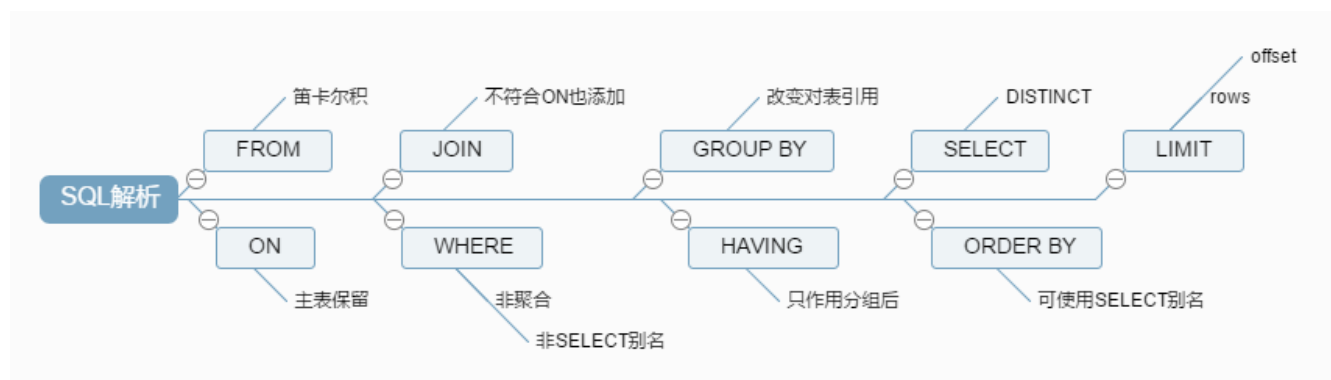 SQL解析
FROM
笛卡尔积
ON
主表保留
JOIN
不符合ON也添加
WHERE
非聚合
非SELECT别名
GROUP BY
改变对表引用
HAVING
只作用分组后
SELECT
DISTINCT
ORDER BY
可使用SELECT别名
LIMIT
offset
rows